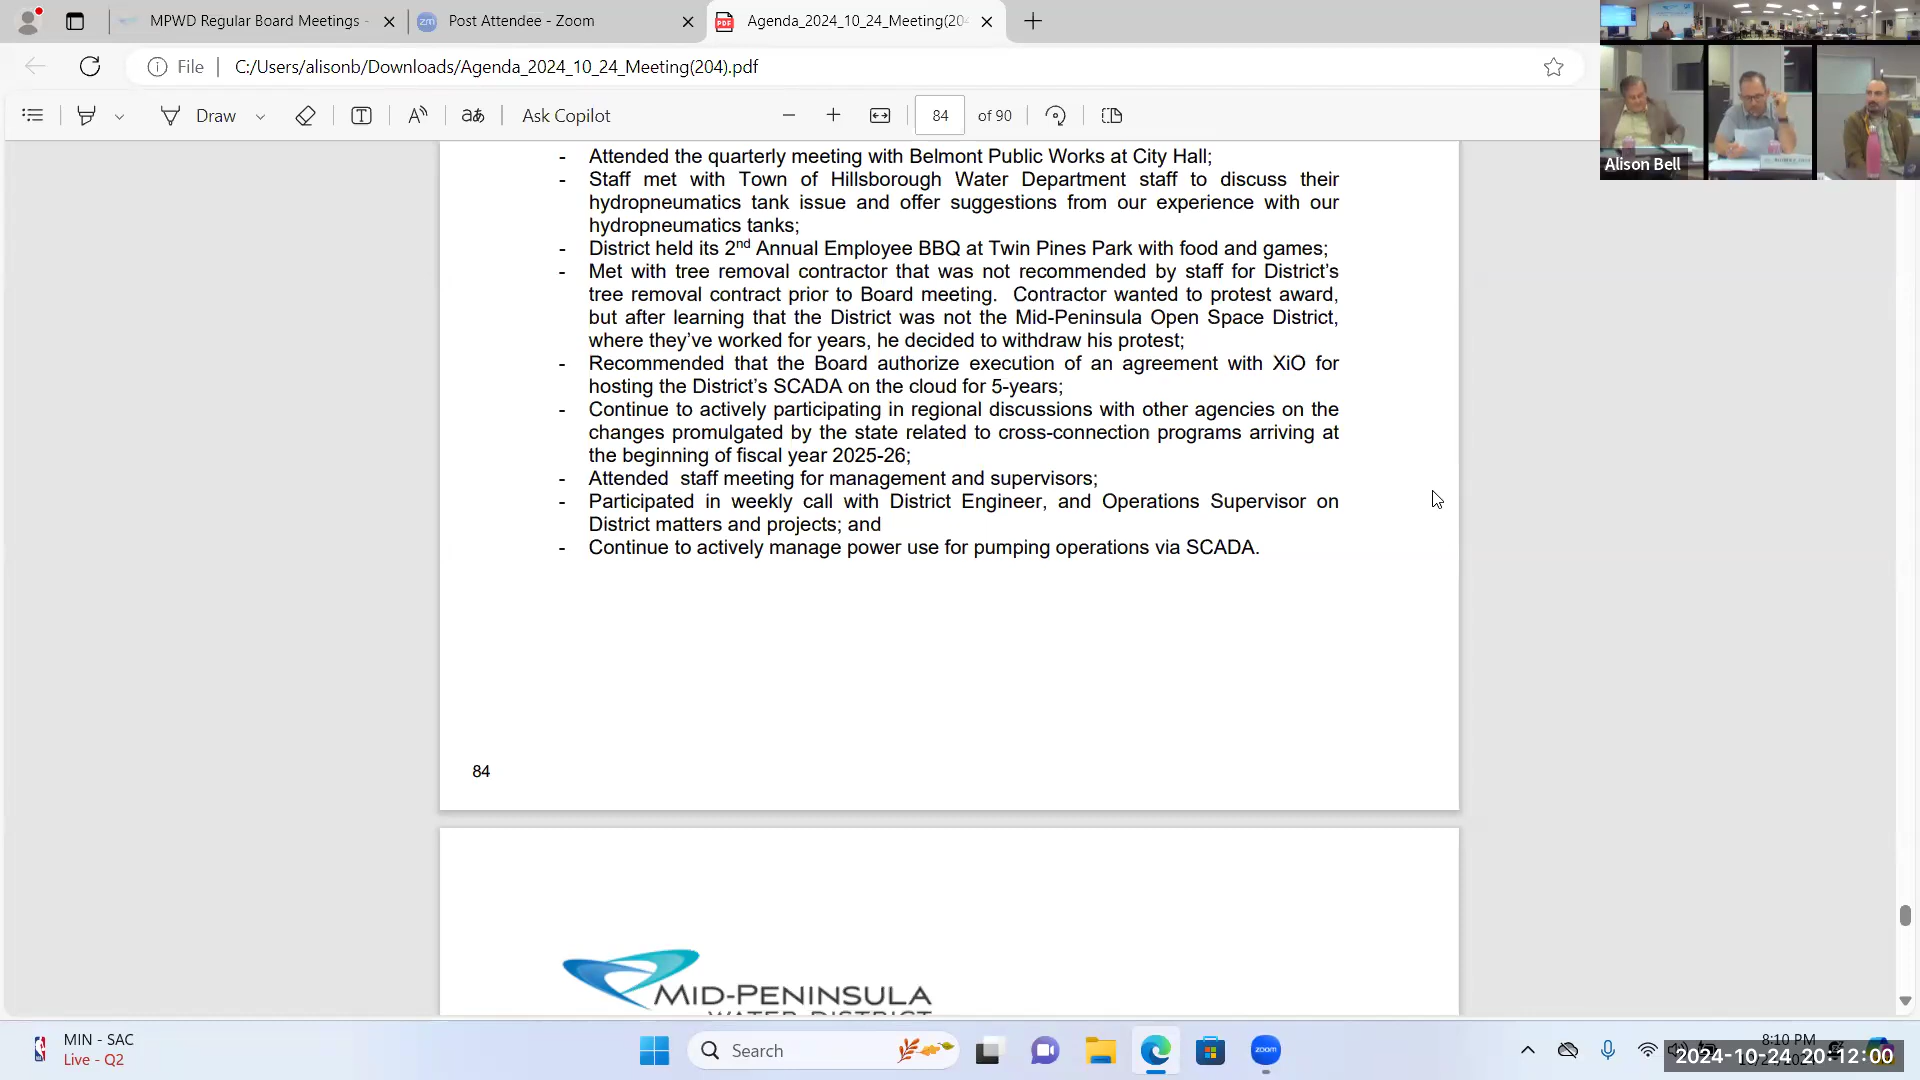 MPWD Regular Board Meetings -
Post Attendee - Zoom
Agenda_2024_10_24_Meeting(204
File
C:/Users/alisonb/Downloads/Agenda_2024_10_24_Meeting(204).pdf
Draw
Ask Copilot
84
of 90
Alison Bell
- Attended the quarterly meeting with Belmont Public Works at City Hall;
- Staff met with Town of Hillsborough Water Department staff to discuss their
hydropneumatics tank issue and offer suggestions from our experience with our
hydropneumatics tanks;
- District held its 2nd Annual Employee BBQ at Twin Pines Park with food and games;
- Met with tree removal contractor that was not recommended by staff for District's
tree removal contract prior to Board meeting. Contractor wanted to protest award,
but after learning that the District was not the Mid-Peninsula Open Space District,
where they've worked for years, he decided to withdraw his protest;
- Recommended that the Board authorize execution of an agreement with XiO for
hosting the District's SCADA on the cloud for 5-years;
- Continue to actively participating in regional discussions with other agencies on the
changes promulgated by the state related to cross-connection programs arriving at
the beginning of fiscal year 2025-26;
- Attended staff meeting for management and supervisors;
- Participated in weekly call with District Engineer, and Operations Supervisor on
District matters and projects; and
- Continue to actively manage power use for pumping operations via SCADA.
84
MID-PENINSULA
WATER DISTRICT
MIN - SAC
Live - Q2
Search
zoom
8:10 PM
2024-10-24 20:12:00